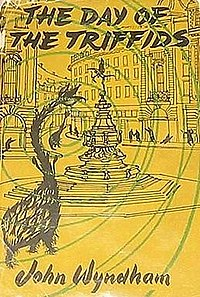 THE DAY OF
THE TRIFFIDS
John Wyndham